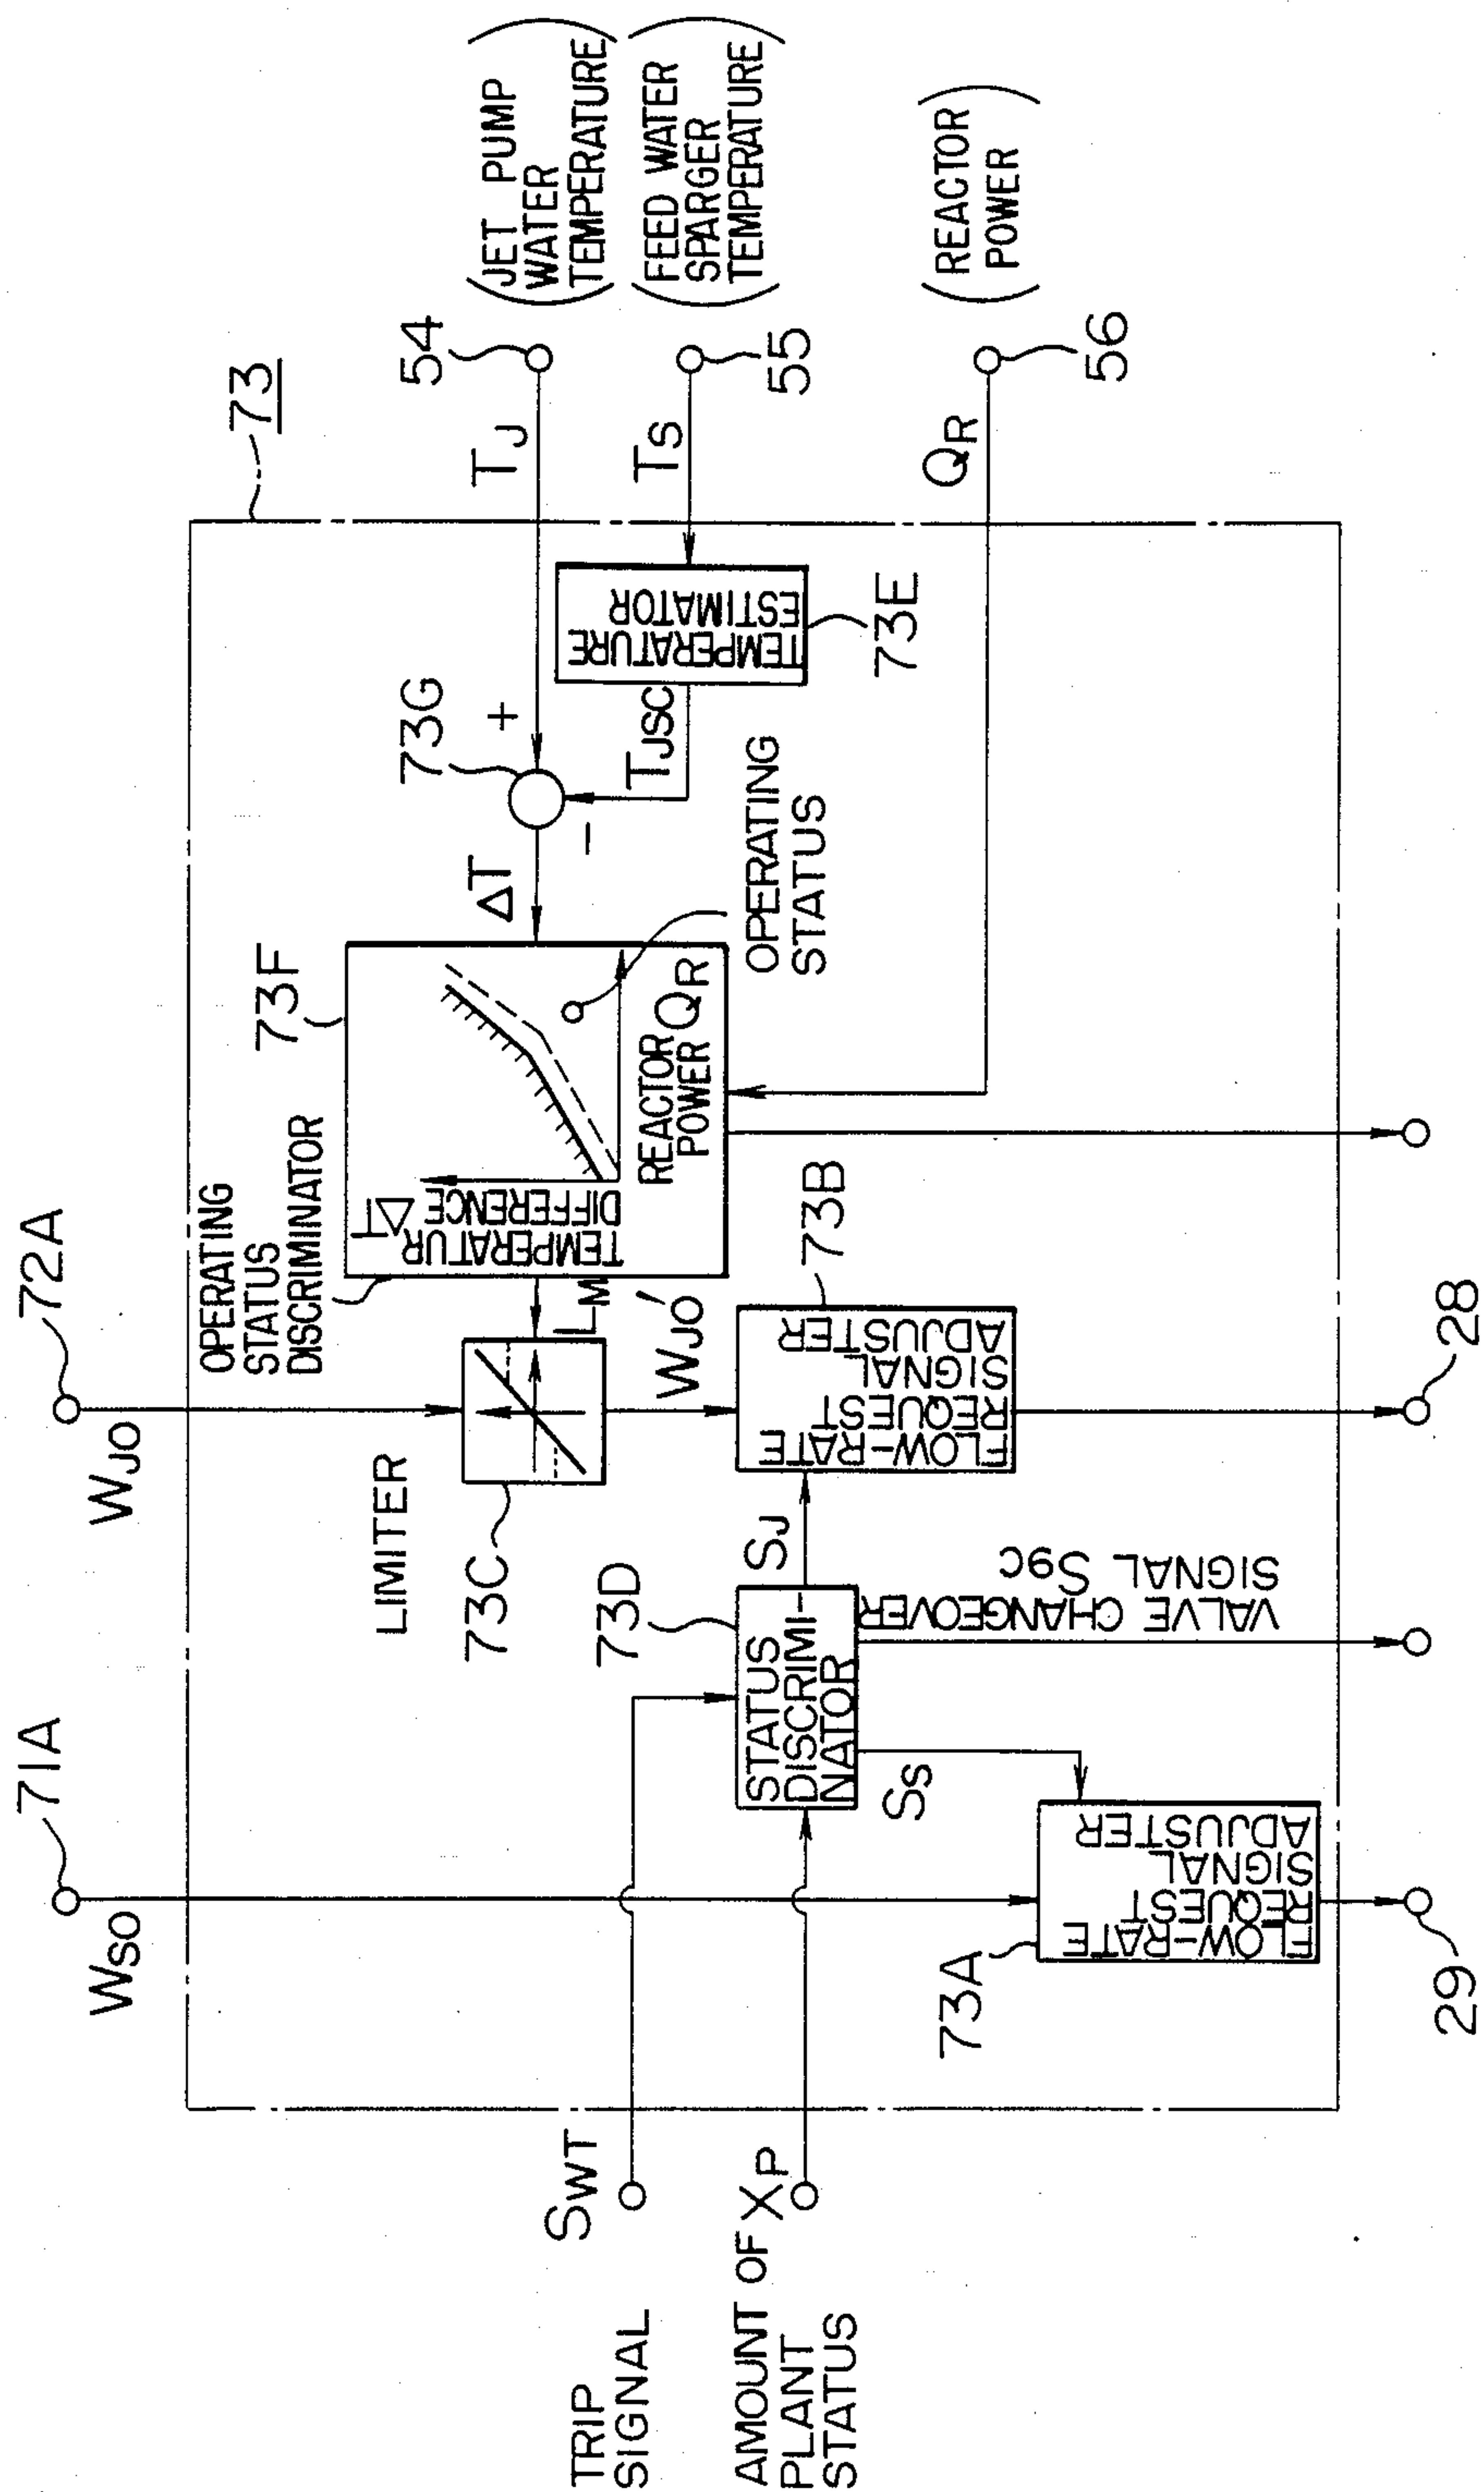 71A
72A
WSO
WJO
73
LIMITER
73C
OPERATING
STATUS
DISCRIMINATOR
73F
TEMPERATUR
DIFFERENCE ΔT
REACTOR
POWER QR
OPERATING
STATUS
LM
WJO'
ΔT
73G
+
-
TJSC
TEMPERATURE
ESTIMATOR
73E
TJ
54
(JET PUMP
WATER
TEMPERATURE)
TS
55
(FEED WATER
SPARGER
TEMPERATURE)
QR
56
(REACTOR
POWER)
TRIP
SIGNAL
SWT
AMOUNT OF
PLANT
STATUS
XP
73D
STATUS
DISCRIMI-
NATOR
SJ
SS
VALVE CHANGEOVER
SIGNAL S9C
73B
FLOW-RATE
REQUEST
SIGNAL
ADJUSTER
73A
FLOW-RATE
REQUEST
SIGNAL
ADJUSTER
29
28